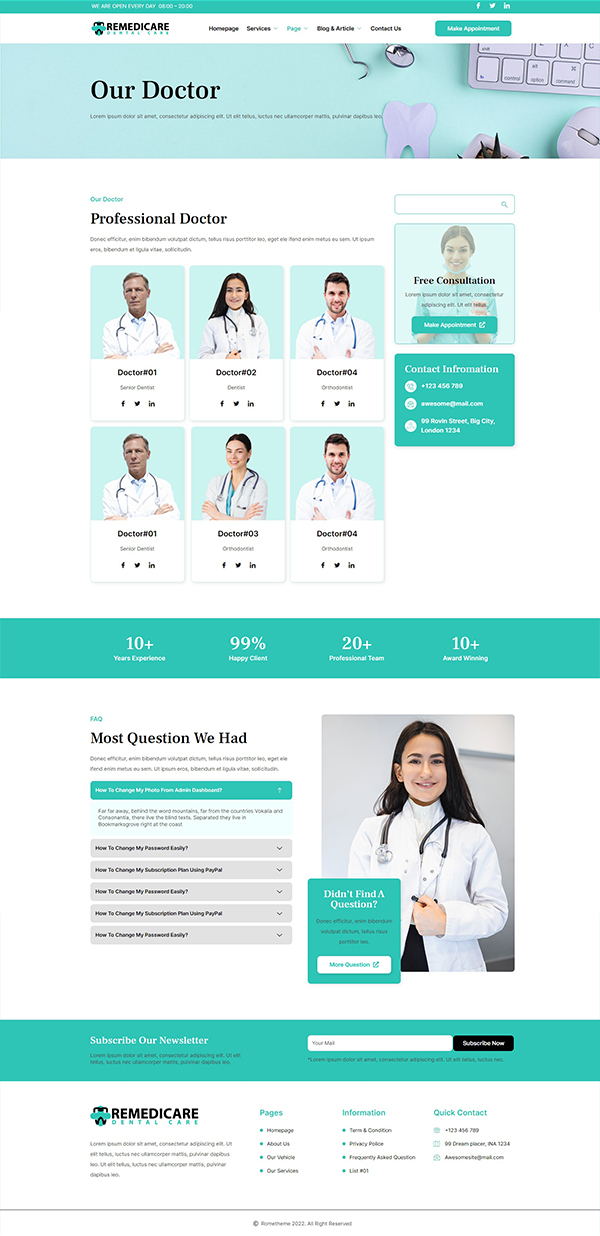 WE ARE OPEN EVERY DAY 08:00 - 20:00
REMEDICARE
DENTAL CARE
Homepage Services Page Blog & Article Contact Us
Make Appointment
Our Doctor
Lorem ipsum dolor sit amet, consectetur adipiscing elit. Ut elit tellus, luctus nec ullamcorper mattis, pulvinar dapibus leo.
control option command
Our Doctor
Professional Doctor
Donec efficitur, enim bibendum volutpat dictum, tellus risus porttitor leo, eget ele ifend enim metus eu sem. Ut ipsum
eros, bibendum et ligula vitae, sollicitudin.
Free Consultation
Lorem ipsum dolor sit amet, consectetur
adipiscing elit. Ut elit tellus.
Make Appointment
Contact Infromation
+123 456 789
awesome@mail.com
99 Rovin Street, Big City,
London 1234
Doctor#01
Senior Dentist
Doctor#02
Dentist
Doctor#04
Orthodontist
Doctor#01
Senior Dentist
Doctor#03
Orthodontist
Doctor#04
Orthodontist
10+
Years Experience
99%
Happy Client
20+
Professional Team
10+
Award Winning
FAQ
Most Question We Had
Donec efficitur, enim bibendum volutpat dictum, tellus risus porttitor leo, eget ele
ifend enim metus eu sem. Ut ipsum eros, bibendum et ligula vitae, sollicitudin.
How To Change My Photo From Admin Dashboard?
Far far away, behind the word mountains, far from the countries Vokalia and
Consonantia, there live the blind texts. Separated they live in
Bookmarksgrove right at the coast
How To Change My Password Easily?
How To Change My Subscription Plan Using PayPal
How To Change My Password Easily?
How To Change My Subscription Plan Using PayPal
How To Change My Password Easily?
Didn't Find A
Question?
Donec efficitur, enim bibendum
volutpat dictum, tellus risus
porttitor leo.
More Question
Subscribe Our Newsletter
Lorem ipsum dolor sit amet, consectetur adipiscing elit. Ut elit
tellus, luctus nec ullamcorper mattis, pulvinar dapibus leo.
Your Mail
Subscribe Now
*Lorem ipsum dolor sit amet, consectetur adipiscing elit. Ut elit tellus, luctus nec.
REMEDICARE
DENTAL CARE
Lorem ipsum dolor sit amet, consectetur adipiscing elit. Ut
elit tellus, luctus nec ullamcorper mattis, pulvinar
dapibus leo. Ut elit tellus, luctus nec ullamcorper mattis, pulvinar
dapibus leo.
Pages
Homepage
About Us
Our Vehicle
Our Services
Information
Term & Condition
Privacy Police
Frequently Asked Question
List #01
Quick Contact
+123 456 789
99 Dream placer, INA 1234
Awesomesite@mail.com
© Rometheme 2022. All Right Reserved